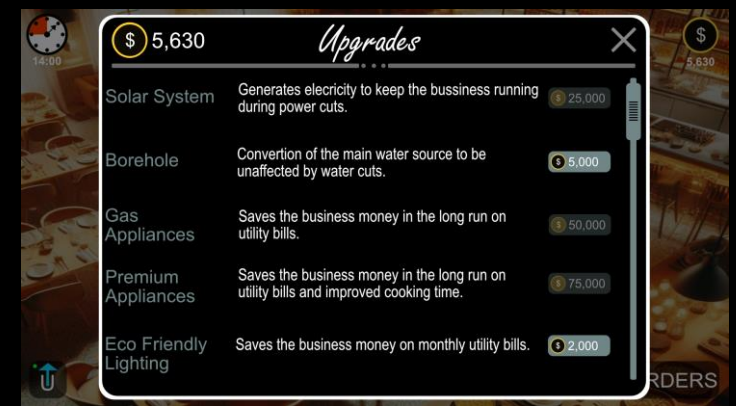 14:00
$ 5,630
Upgrades
$
5,630
Solar System
Generates elecricity to keep the bussiness running
during power cuts.
$ 25,000
Borehole
Convertion of the main water source to be
unaffected by water cuts.
$ 5,000
Gas
Appliances
Saves the business money in the long run on
utility bills.
$ 50,000
Premium
Appliances
Saves the business money in the long run on
utility bills and improved cooking time.
$ 75,000
Eco Friendly
Lighting
Saves the business money on monthly utility bills.
$ 2,000
RDERS